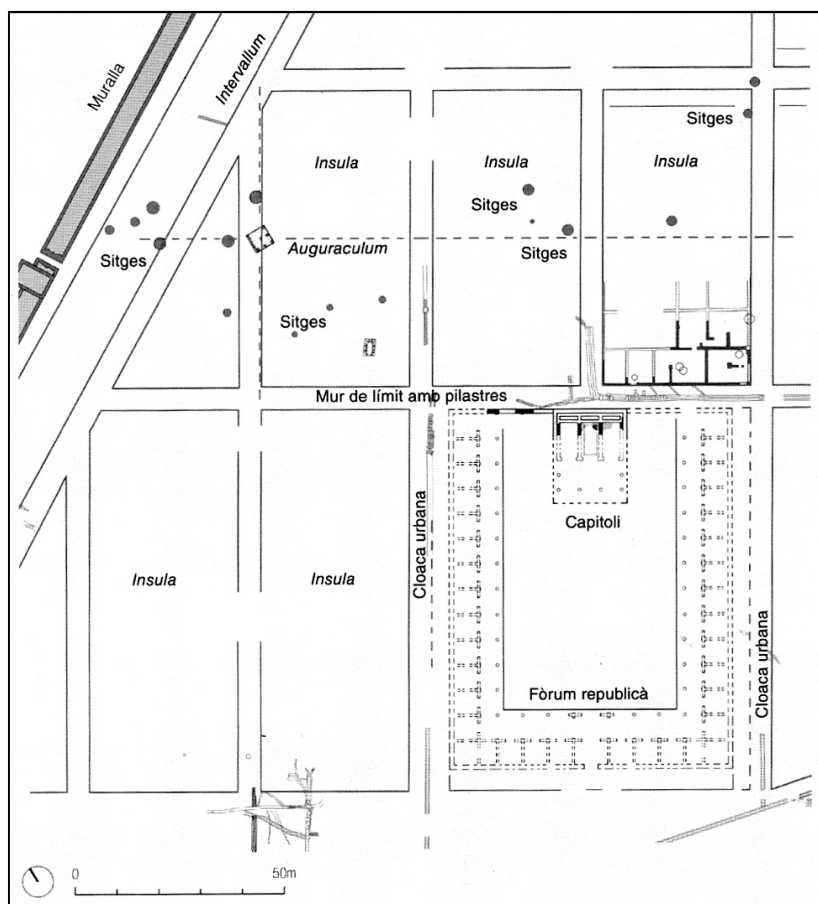 Muralla
Intervallum
Sitges
Insula
Insula
Insula
Sitges
Sitges
Sitges
Auguraculum
Sitges
Mur de límit amb pilastres
Capitoli
Cloaca urbana
Insula
Insula
Cloaca urbana
Fòrum republicà
0
50m